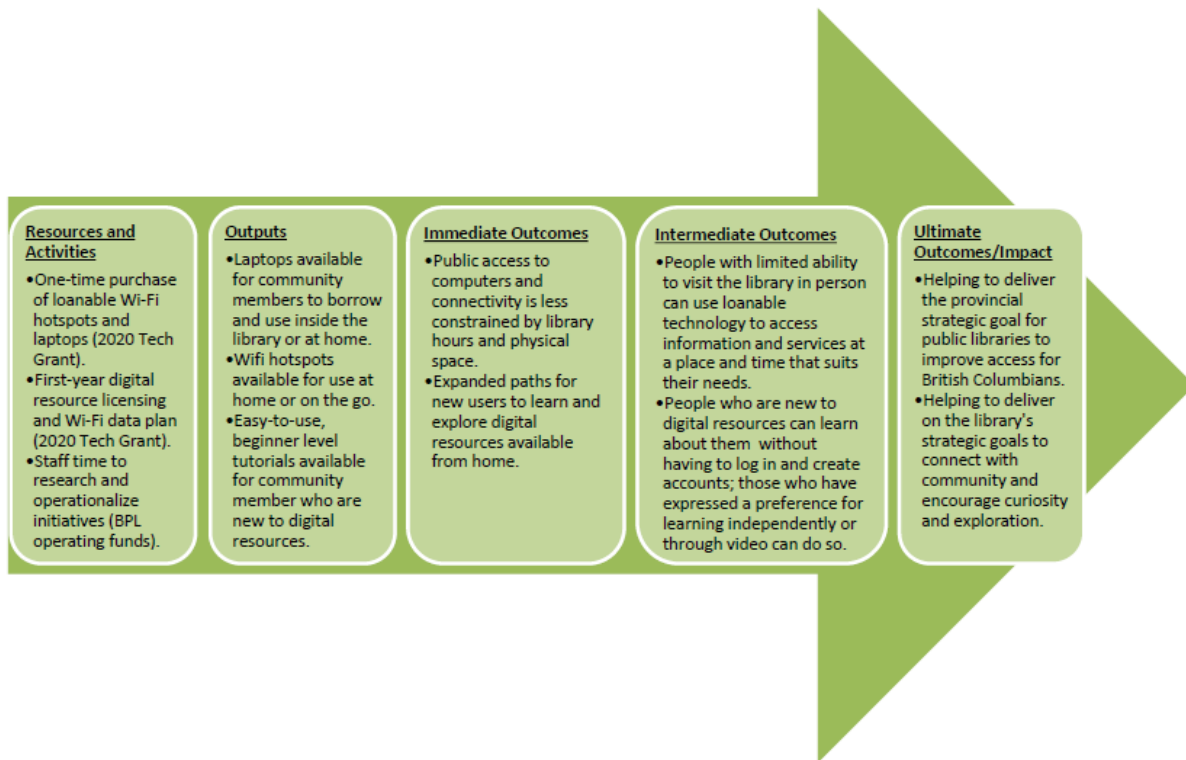 Resources and
Activities
•One-time purchase
of loanable Wi-Fi
hotspots and
laptops (2020 Tech
Grant).
•First-year digital
resource licensing
and Wi-Fi data plan
(2020 Tech Grant).
•Staff time to
research and
operationalize
initiatives (BPL
operating funds).
Outputs
•Laptops available
for community
members to borrow
and use inside the
library or at home.
•Wifi hotspots
available for use at
home or on the go.
•Easy-to-use,
beginner level
tutorials available
for community
member who are
new to digital
resources.
Immediate Outcomes
•Public access to
computers and
connectivity is less
constrained by library
hours and physical
space.
•Expanded paths for
new users to learn and
explore digital
resources available
from home.
Intermediate Outcomes
•People with limited ability
to visit the library in person
can use loanable
technology to access
information and services at
a place and time that suits
their needs.
•People who are new to
digital resources can learn
about them without
having to log in and create
accounts; those who have
expressed a preference for
learning independently or
through video can do so.
Ultimate
Outcomes/Impact
•Helping to deliver
the provincial
strategic goal for
public libraries to
improve access for
British Columbians.
•Helping to deliver
on the library's
strategic goals to
connect with
community and
encourage curiosity
and exploration.